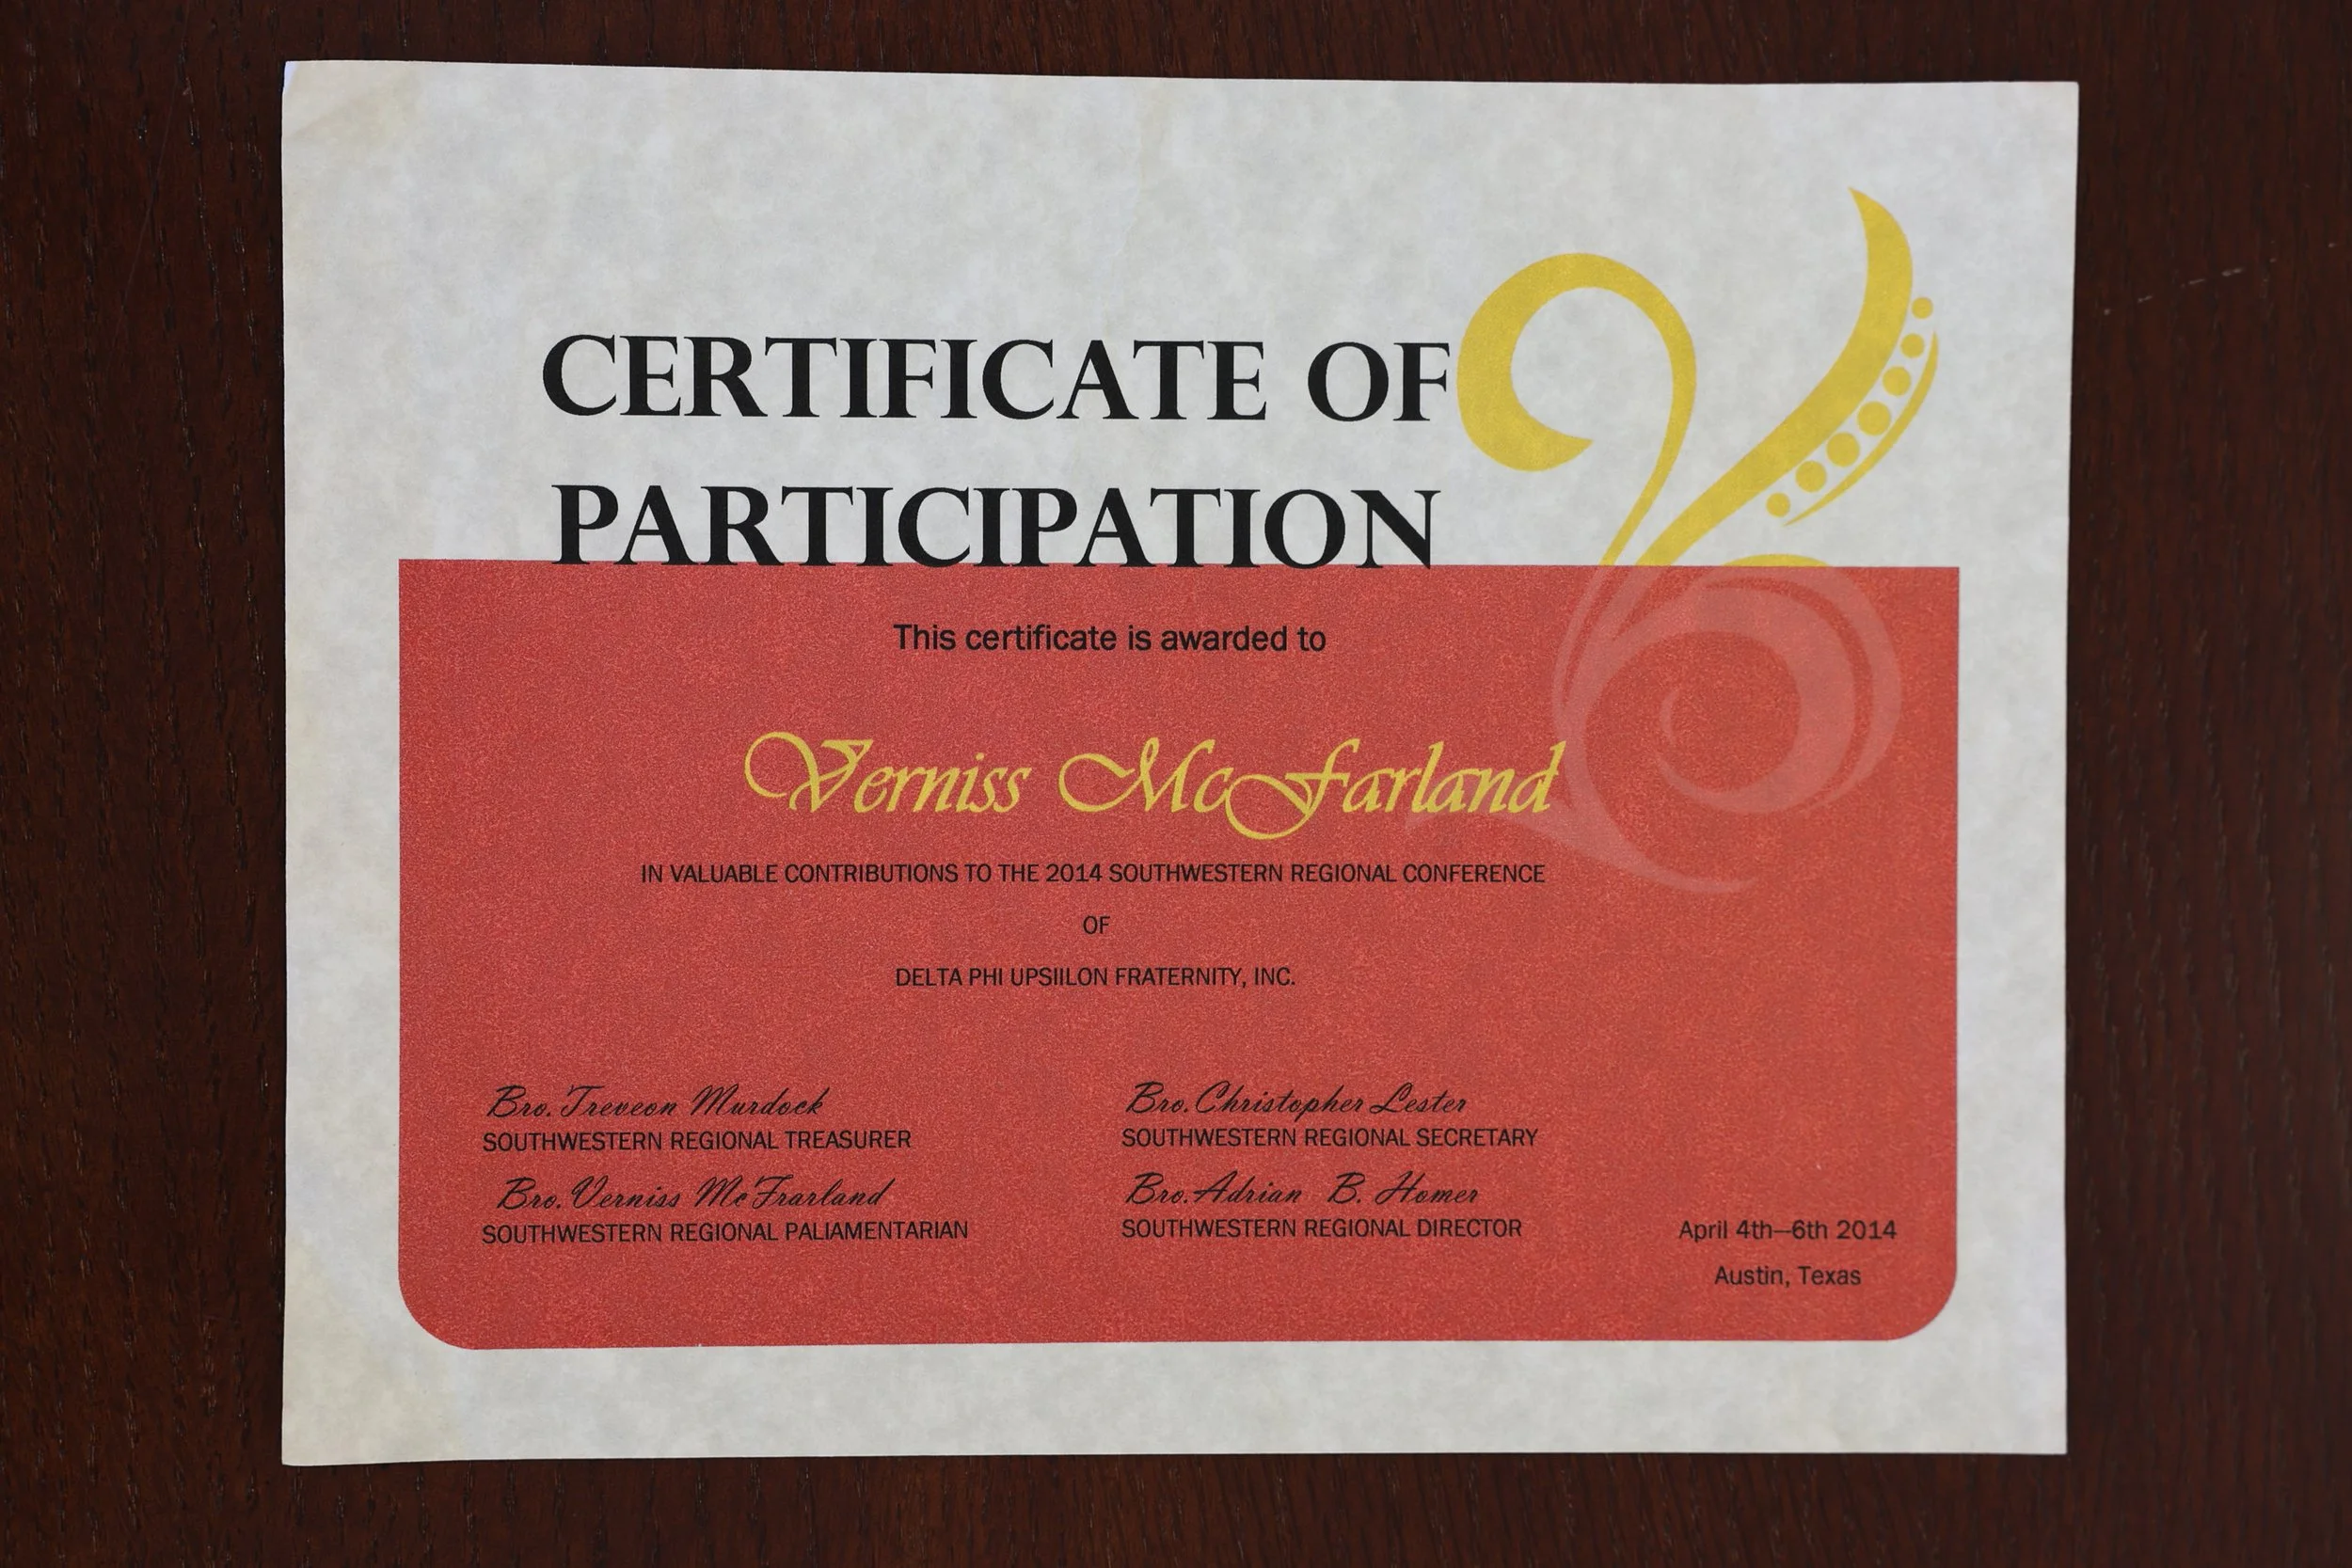 CERTIFICATE OF
PARTICIPATION
This certificate is awarded to
Verniss McFarland
IN VALUABLE CONTRIBUTIONS TO THE 2014 SOUTHWESTERN REGIONAL CONFERENCE
OF
DELTA PHI UPSIILON FRATERNITY, INC.
Bro. Treveon Murdock
SOUTHWESTERN REGIONAL TREASURER
Bro. Christopher Lester
SOUTHWESTERN REGIONAL SECRETARY
Bro. Verniss McFrarland
SOUTHWESTERN REGIONAL PALIAMENTARIAN
Bro. Adrian B. Homer
SOUTHWESTERN REGIONAL DIRECTOR
April 4th—6th 2014
Austin, Texas